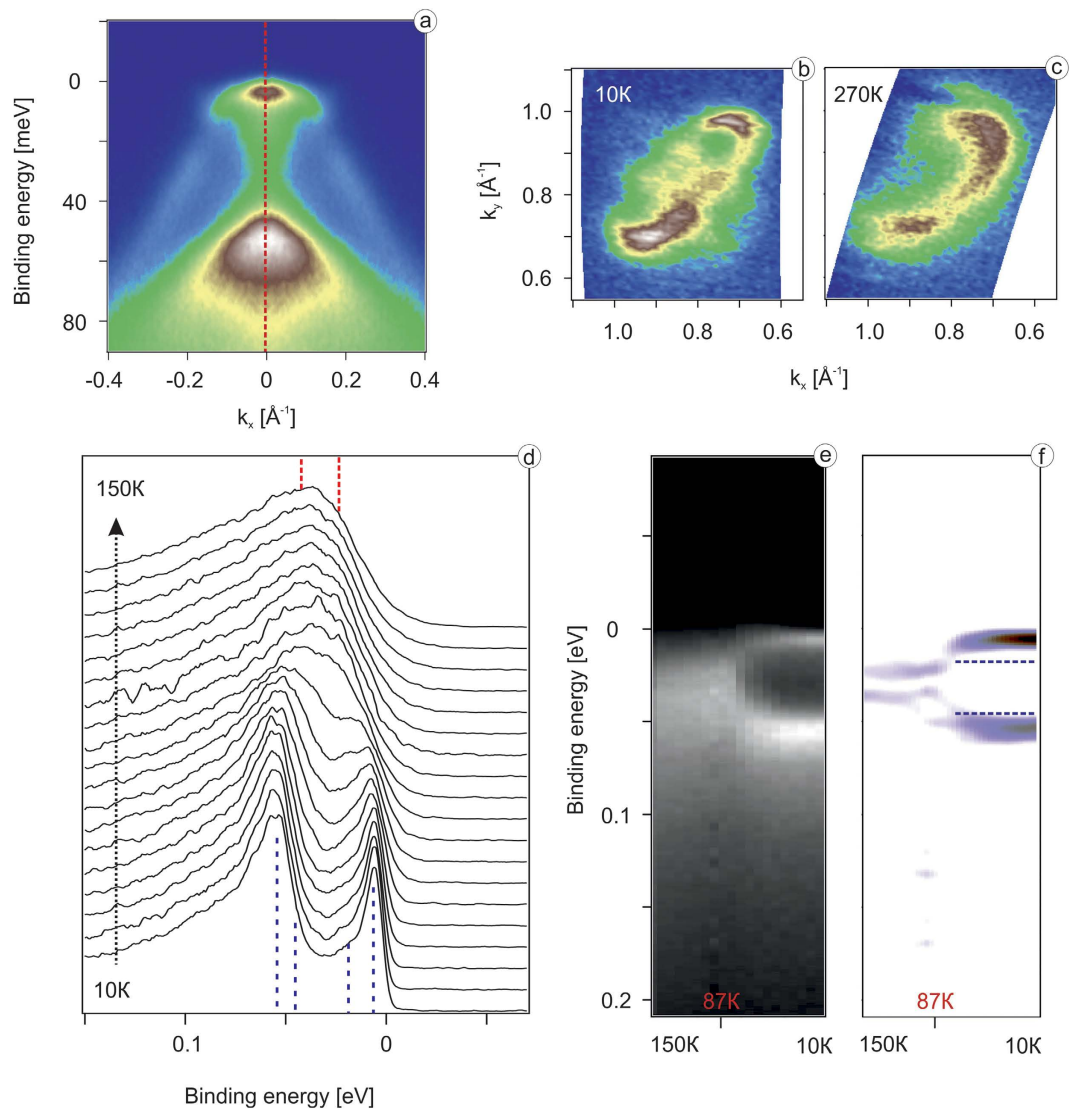 a
0
40
80
Binding energy [meV]
-0.4 -0.2 0 0.2 0.4
kₓ [Å⁻¹]
b
10K
1.0
0.8
0.6
k_y [Å⁻¹]
1.0 0.8 0.6
c
270K
1.0 0.8 0.6
kₓ [Å⁻¹]
d
150K
10K
0.1 0
Binding energy [eV]
e
0
0.1
0.2
Binding energy [eV]
87K
150K 10K
f
87K
150K 10K